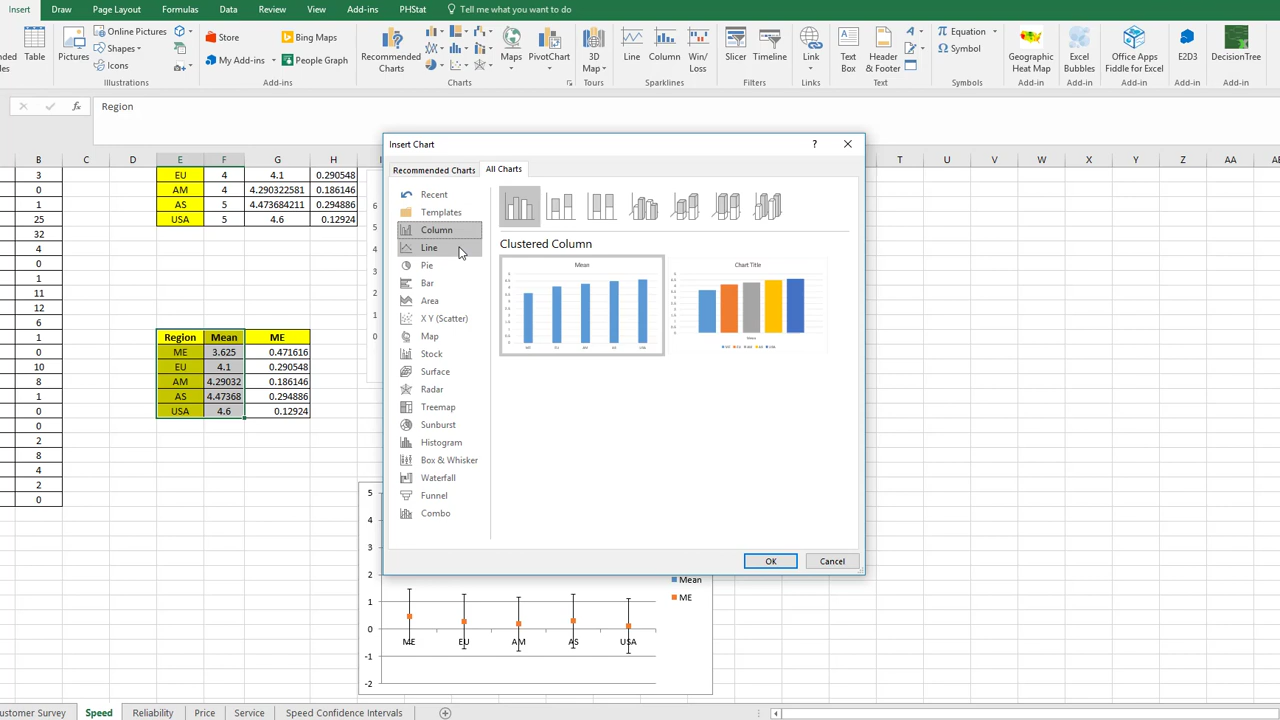 Insert Draw Page Layout Formulas Data Review View Add-ins PHStat Tell me what you want to do
Table Pictures Online Pictures Shapes Icons Store My Add-ins Bing Maps People Graph Recommended Charts Maps PivotChart 3D Map Line Column Win/Loss Slicer Timeline Link Text Box Header & Footer Equation Symbol Geographic Heat Map Excel Bubbles Office Apps Fiddle for Excel E2D3 DecisionTree
Illustrations Add-ins Charts Tours Sparklines Filters Links Text Symbols Add-in Add-in Add-in Add-in Add-in
fx Region
B C D E F G H T U V W X Y Z AA
3 EU 4 4.1 0.290548
0 AM 4 4.290322581 0.186146
1 AS 5 4.473684211 0.294886
25 USA 5 4.6 0.12924
32
4
0
1
11
12
6
1 Region Mean ME
0 ME 3.625 0.471616
10 EU 4.1 0.290548
8 AM 4.29032 0.186146
1 AS 4.47368 0.294886
0 USA 4.6 0.12924
0
2
8
4
2
0
6
5
4
3
2
1
0
Insert Chart ?
Recommended Charts All Charts
Recent
Templates
Column
Line
Pie
Bar
Area
X Y (Scatter)
Map
Stock
Surface
Radar
Treemap
Sunburst
Histogram
Box & Whisker
Waterfall
Funnel
Combo
Clustered Column
Mean
Chart Title
OK Cancel
5
4
3
2
1
0
-1
-2
ME EU AM AS USA
Mean
ME
ustomer Survey Speed Reliability Price Service Speed Confidence Intervals